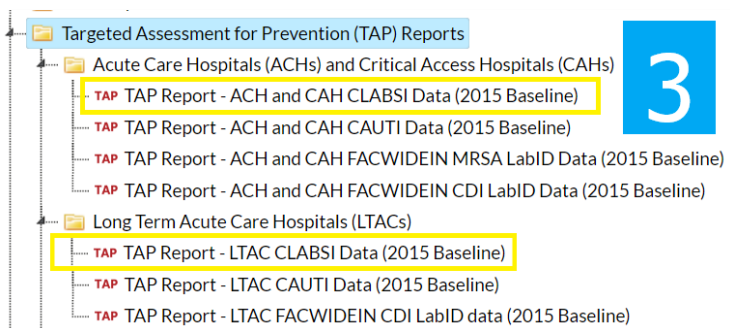 Targeted Assessment for Prevention (TAP) Reports
Acute Care Hospitals (ACHs) and Critical Access Hospitals (CAHs)
TAP TAP Report - ACH and CAH CLABSI Data (2015 Baseline)
3
TAP TAP Report - ACH and CAH CAUTI Data (2015 Baseline)
TAP TAP Report - ACH and CAH FACWIDEIN MRSA LabID Data (2015 Baseline)
TAP TAP Report - ACH and CAH FACWIDEIN CDI LabID Data (2015 Baseline)
Long Term Acute Care Hospitals (LTACs)
TAP TAP Report - LTAC CLABSI Data (2015 Baseline)
TAP TAP Report - LTAC CAUTI Data (2015 Baseline)
TAP TAP Report - LTAC FACWIDEIN CDI LabID data (2015 Baseline)